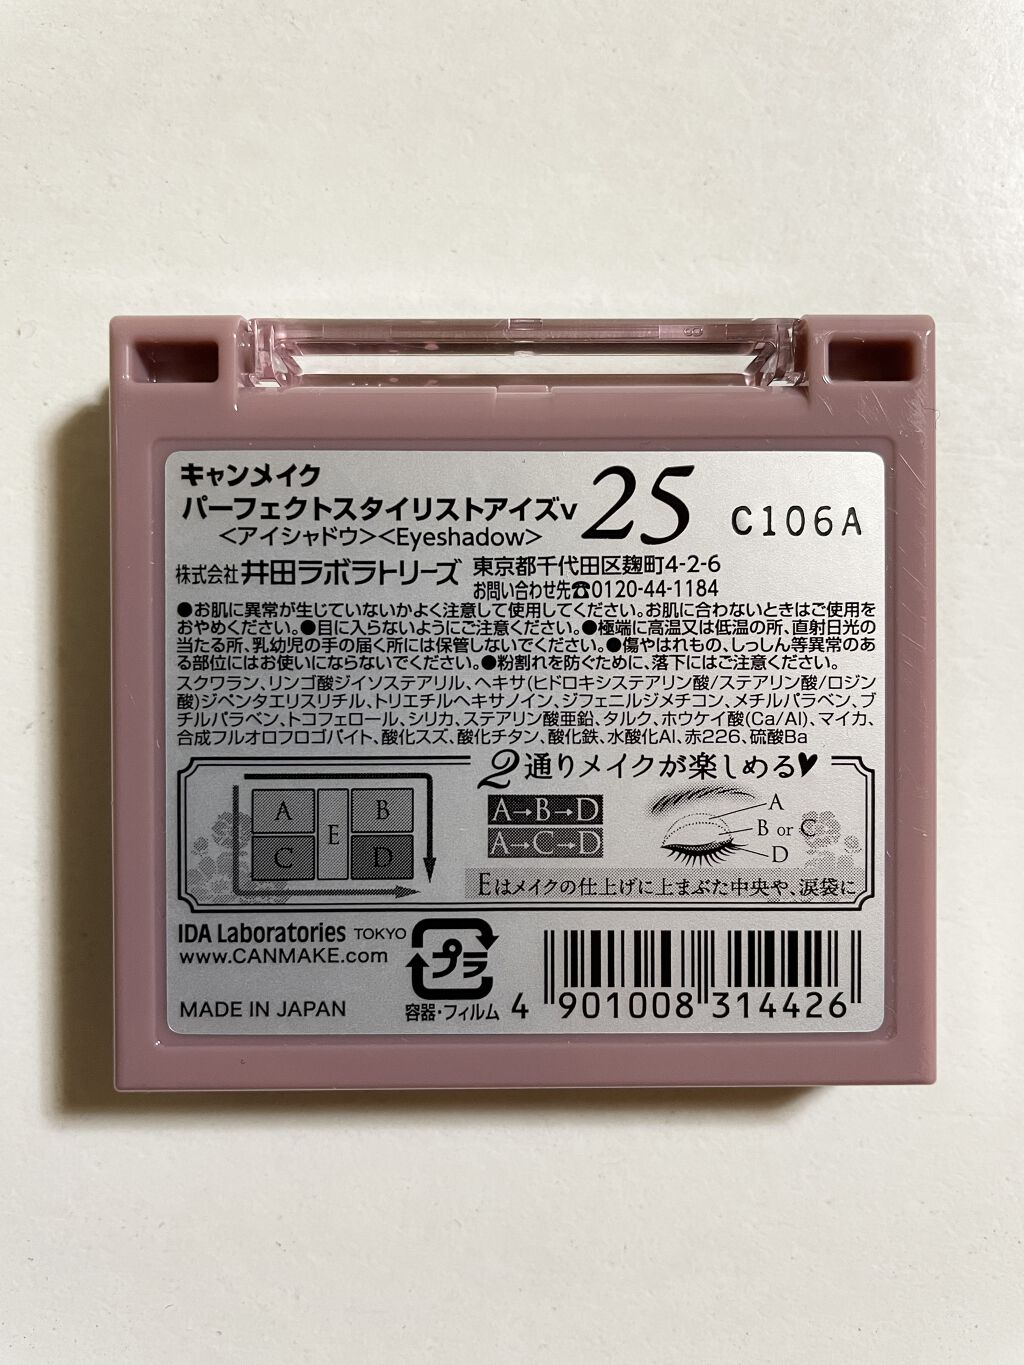 キャンメイク
パーフェクトスタイリストアイズv 25 C106A
<アイシャドウ><Eyeshadow>
株式会社 井田ラボラトリーズ 東京都千代田区麹町4-2-6
お問い合わせ先☎0120-44-1184
●お肌に異常が生じていないかよく注意して使用してください。お肌に合わないときはご使用を
おやめください。●目に入らないようにご注意ください。●極端に高温又は低温の所、直射日光の
当たる所、乳幼児の手の届く所には保管しないでください。●傷やはれもの、しっしん等異常のあ
る部位にはお使いにならないでください。●粉割れを防ぐために、落下にはご注意ください。
スクワラン、リンゴ酸ジイソステアリル、ヘキサ(ヒドロキシステアリン酸/ステアリン酸/ロジン
酸)ジペンタエリスリチル、トリエチルヘキサノイン、ジフェニルジメチコン、メチルパラベン、ブ
チルパラベン、トコフェロール、シリカ、ステアリン酸亜鉛、タルク、ホウケイ酸(Ca/Al)、マイカ、
合成フルオロフロゴパイト、酸化スズ、酸化チタン、酸化鉄、水酸化Al、赤226、硫酸Ba
2通りメイクが楽しめる♥
A B
E
C D
A→B→D
A→C→D
A
B or C
D
Eはメイクの仕上げに上まぶた中央や、涙袋に
IDA Laboratories TOKYO
www.CANMAKE.com
MADE IN JAPAN
プラ
容器・フィルム
4 901008 314426